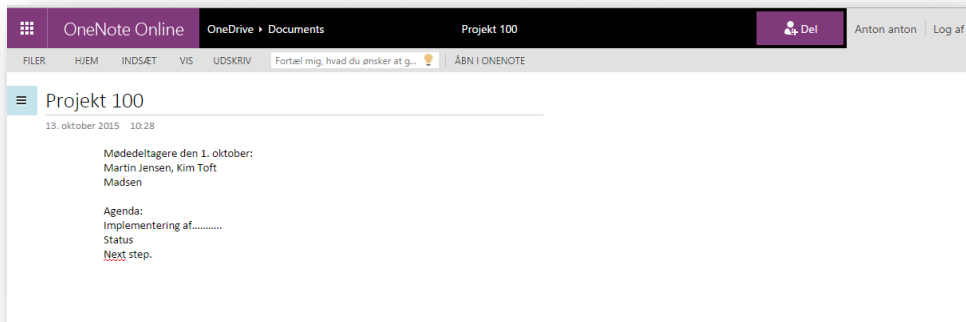 OneNote Online OneDrive ▸ Documents Projekt 100 Del Anton anton Log af
FILER HJEM INDSÆT VIS UDSKRIV Fortæl mig, hvad du ønsker at g... ÅBN I ONENOTE
Projekt 100
13. oktober 2015 10:28
Mødedeltagere den 1. oktober:
Martin Jensen, Kim Toft
Madsen
Agenda:
Implementering af...........
Status
Next step.